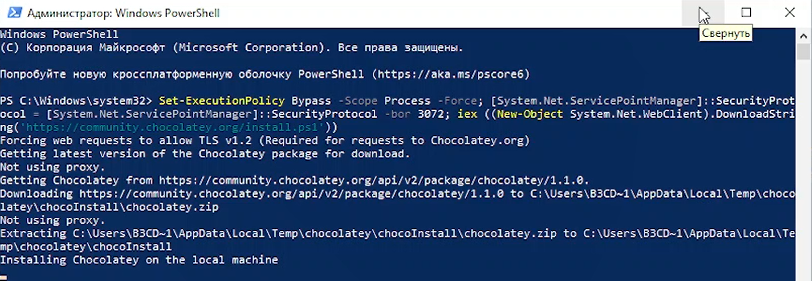 Администратор: Windows PowerShell
Свернуть
Windows PowerShell
(C) Корпорация Майкрософт (Microsoft Corporation). Все права защищены.
Попробуйте новую кроссплатформенную оболочку PowerShell (https://aka.ms/pscore6)
PS C:\Windows\system32> Set-ExecutionPolicy Bypass -Scope Process -Force; [System.Net.ServicePointManager]::SecurityProt
ocol = [System.Net.ServicePointManager]::SecurityProtocol -bor 3072; iex ((New-Object System.Net.WebClient).DownloadStri
ng('https://community.chocolatey.org/install.ps1'))
Forcing web requests to allow TLS v1.2 (Required for requests to Chocolatey.org)
Getting latest version of the Chocolatey package for download.
Not using proxy.
Getting Chocolatey from https://community.chocolatey.org/api/v2/package/chocolatey/1.1.0.
Downloading https://community.chocolatey.org/api/v2/package/chocolatey/1.1.0 to C:\Users\B3CD~1\AppData\Local\Temp\choco
latey\chocoInstall\chocolatey.zip
Not using proxy.
Extracting C:\Users\B3CD~1\AppData\Local\Temp\chocolatey\chocoInstall\chocolatey.zip to C:\Users\B3CD~1\AppData\Local\Te
mp\chocolatey\chocoInstall
Installing Chocolatey on the local machine